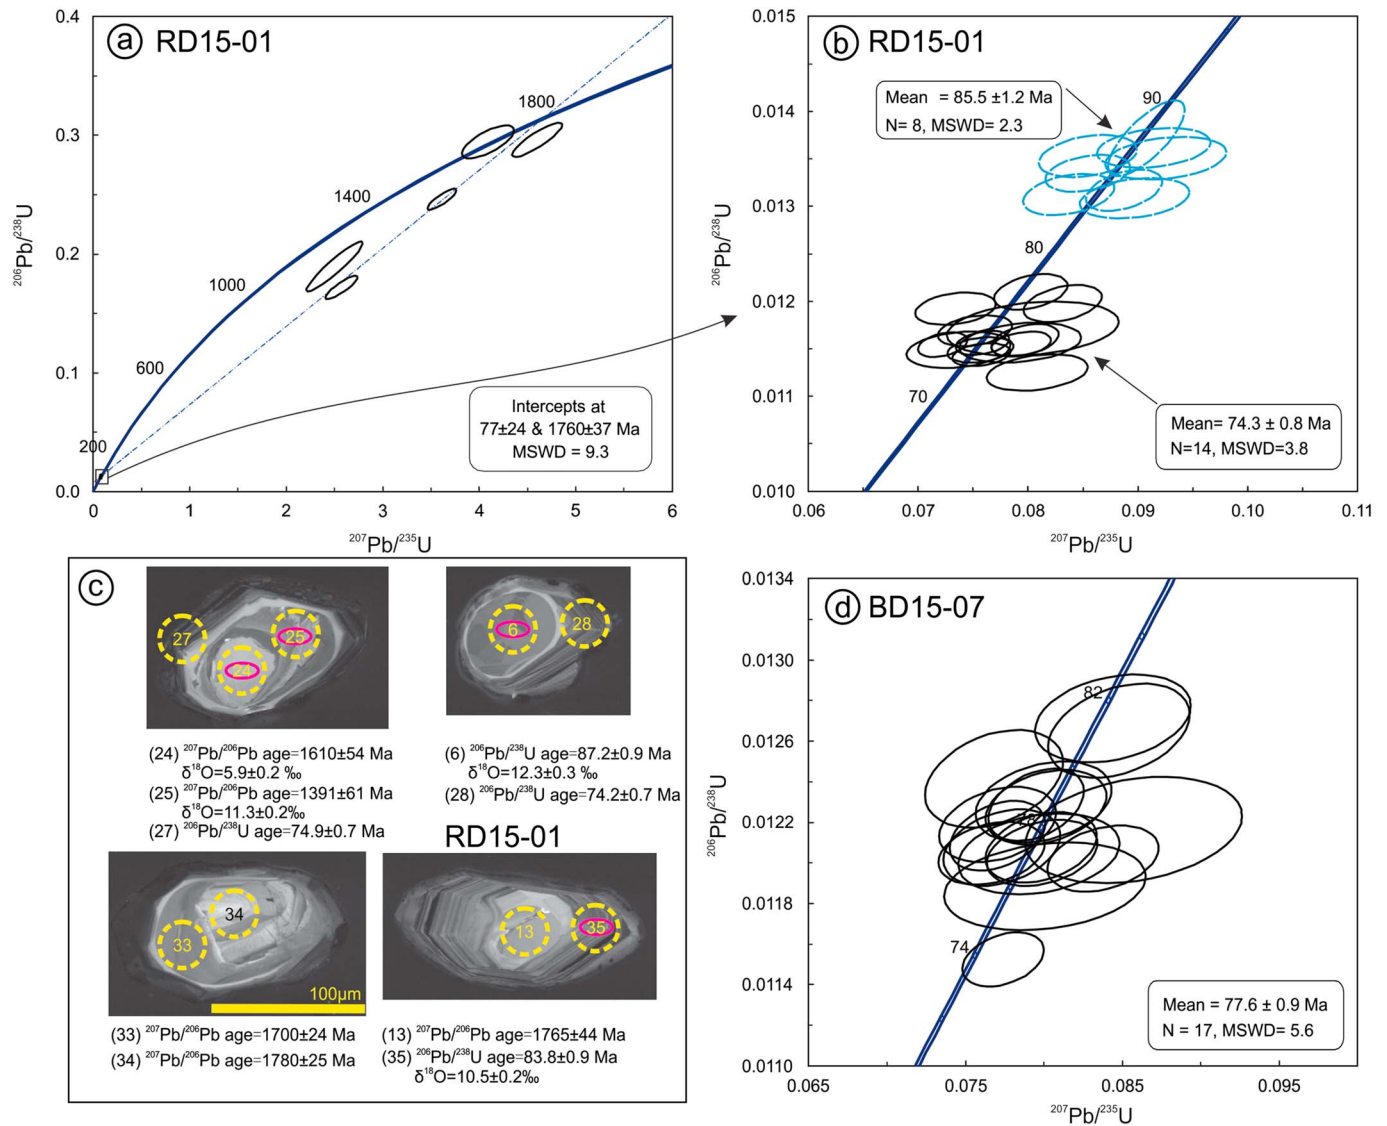 ⓐ RD15-01
0.4
0.3
0.2
0.1
0.0
²⁰⁶Pb/²³⁸U
1800
1400
1000
600
200
Intercepts at
77±24 & 1760±37 Ma
MSWD = 9.3
0 1 2 3 4 5 6
²⁰⁷Pb/²³⁵U
ⓑ RD15-01
0.015
0.014
0.013
0.012
0.011
0.010
²⁰⁶Pb/²³⁸U
Mean = 85.5 ±1.2 Ma
N= 8, MSWD= 2.3
90
80
70
Mean= 74.3 ± 0.8 Ma
N=14, MSWD=3.8
0.06 0.07 0.08 0.09 0.10 0.11
²⁰⁷Pb/²³⁵U
ⓒ
27
25
24
6
28
(24) ²⁰⁷Pb/²⁰⁶Pb age=1610±54 Ma
δ¹⁸O=5.9±0.2 ‰
(25) ²⁰⁷Pb/²⁰⁶Pb age=1391±61 Ma
δ¹⁸O=11.3±0.2‰
(27) ²⁰⁶Pb/²³⁸U age=74.9±0.7 Ma
(6) ²⁰⁶Pb/²³⁸U age=87.2±0.9 Ma
δ¹⁸O=12.3±0.3 ‰
(28) ²⁰⁶Pb/²³⁸U age=74.2±0.7 Ma
RD15-01
34
33
100µm
13
35
(33) ²⁰⁷Pb/²⁰⁶Pb age=1700±24 Ma
(34) ²⁰⁷Pb/²⁰⁶Pb age=1780±25 Ma
(13) ²⁰⁷Pb/²⁰⁶Pb age=1765±44 Ma
(35) ²⁰⁶Pb/²³⁸U age=83.8±0.9 Ma
δ¹⁸O=10.5±0.2‰
ⓓ BD15-07
0.0134
0.0130
0.0126
0.0122
0.0118
0.0114
0.0110
²⁰⁶Pb/²³⁸U
82
78
74
Mean = 77.6 ± 0.9 Ma
N = 17, MSWD= 5.6
0.065 0.075 0.085 0.095
²⁰⁷Pb/²³⁵U